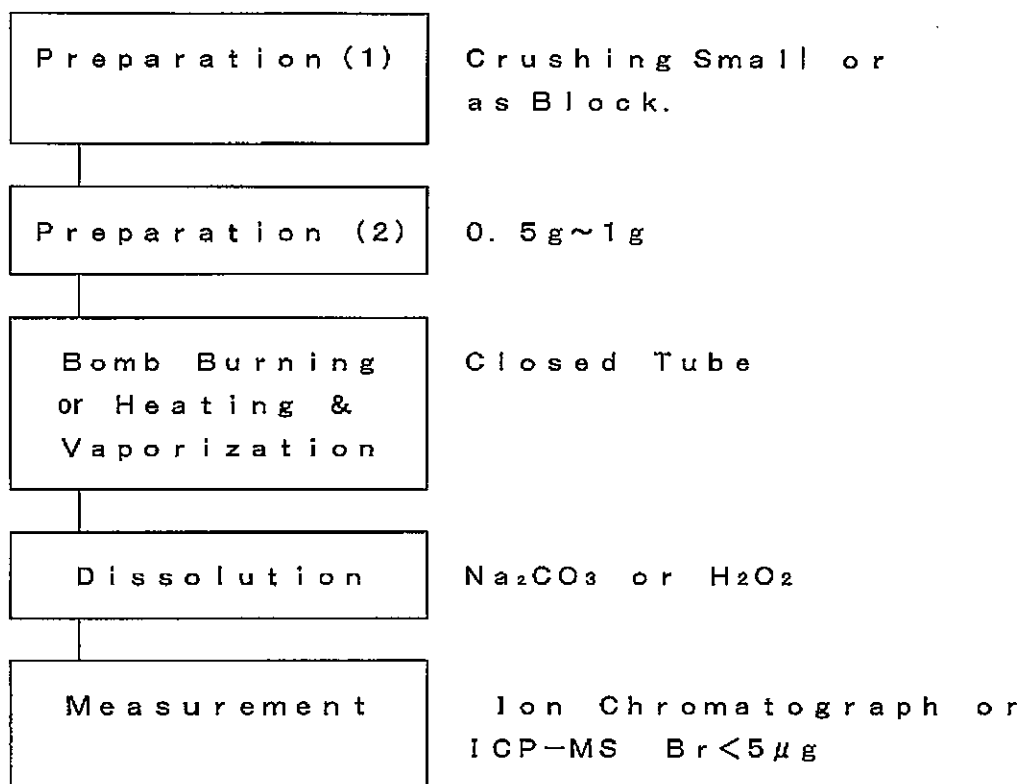 Preparation (1)
Crushing Small or
as Block.
Preparation (2)
0. 5g~1g
Bomb Burning
or Heating &
Vaporization
Closed Tube
Dissolution
Na₂CO₃ or H₂O₂
Measurement
Ion Chromatograph or
ICP-MS Br<5μg